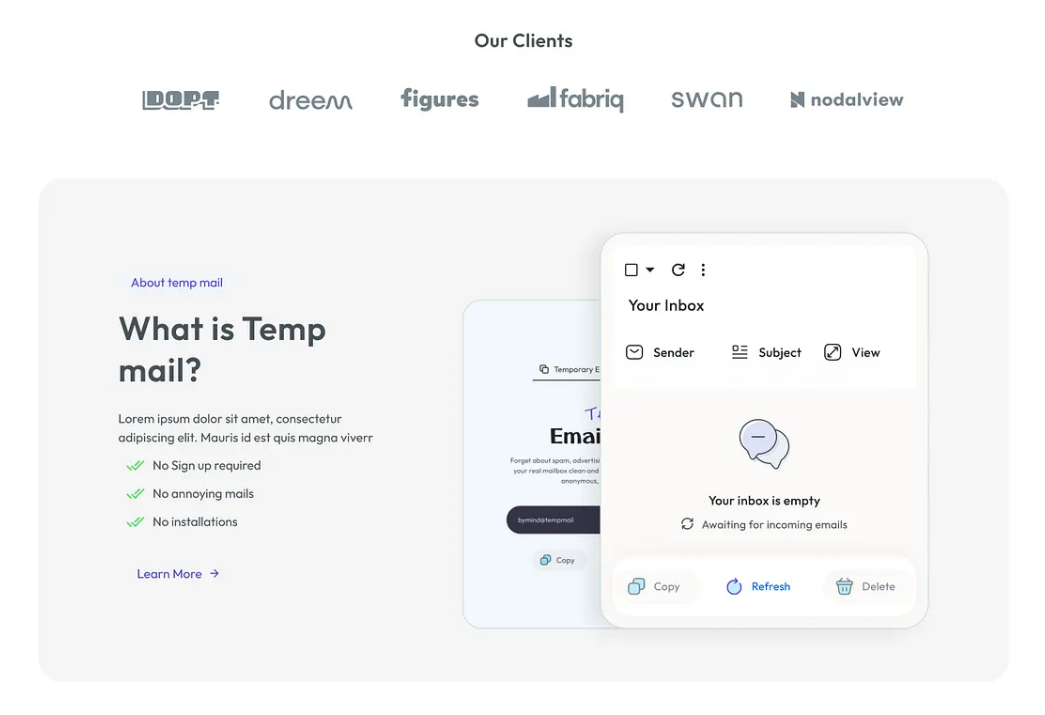 Our Clients
DOPT
dreem
figures
fabriq
swan
nodalview
About temp mail
What is Temp
mail?
Lorem ipsum dolor sit amet, consectetur
adipiscing elit. Mauris id est quis magna viverr
No Sign up required
No annoying mails
No installations
Learn More
Temporary E
Emai
Forget about spam, advertisi
your real mailbox clean and
anonymous,
bymind@tempmail
Copy
Your Inbox
Sender
Subject
View
Your inbox is empty
Awaiting for incoming emails
Copy
Refresh
Delete